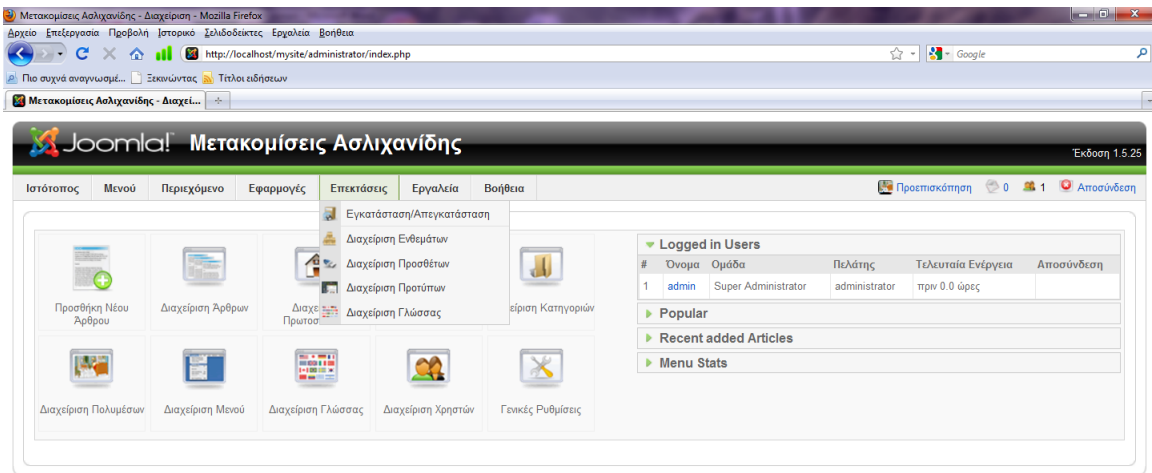 Μετακομίσεις Ασλιχανίδης - Διαχείριση - Mozilla Firefox
Αρχείο Επεξεργασία Προβολή Ιστορικό Σελιδοδείκτες Εργαλεία Βοήθεια
http://localhost/mysite/administrator/index.php
Google
Πιο συχνά αναγνωσμέ... Ξεκινώντας Τίτλοι ειδήσεων
Μετακομίσεις Ασλιχανίδης - Διαχεί...
Joomla! Μετακομίσεις Ασλιχανίδης
Έκδοση 1.5.25
Ιστότοπος Μενού Περιεχόμενο Εφαρμογές Επεκτάσεις Εργαλεία Βοήθεια
Προεπισκόπηση 0 1 Αποσύνδεση
Εγκατάσταση/Απεγκατάσταση
Διαχείριση Ενθεμάτων
Διαχείριση Προσθέτων
Διαχείριση Προτύπων
Διαχείριση Γλώσσας
Προσθήκη Νέου Άρθρου
Διαχείριση Άρθρων
Διαχε
Πρωτοσ
είριση Κατηγοριών
Διαχείριση Πολυμέσων
Διαχείριση Μενού
Διαχείριση Γλώσσας
Διαχείριση Χρηστών
Γενικές Ρυθμίσεις
Logged in Users
# Όνομα Ομάδα Πελάτης Τελευταία Ενέργεια Αποσύνδεση
1 admin Super Administrator administrator πριν 0.0 ώρες
Popular
Recent added Articles
Menu Stats